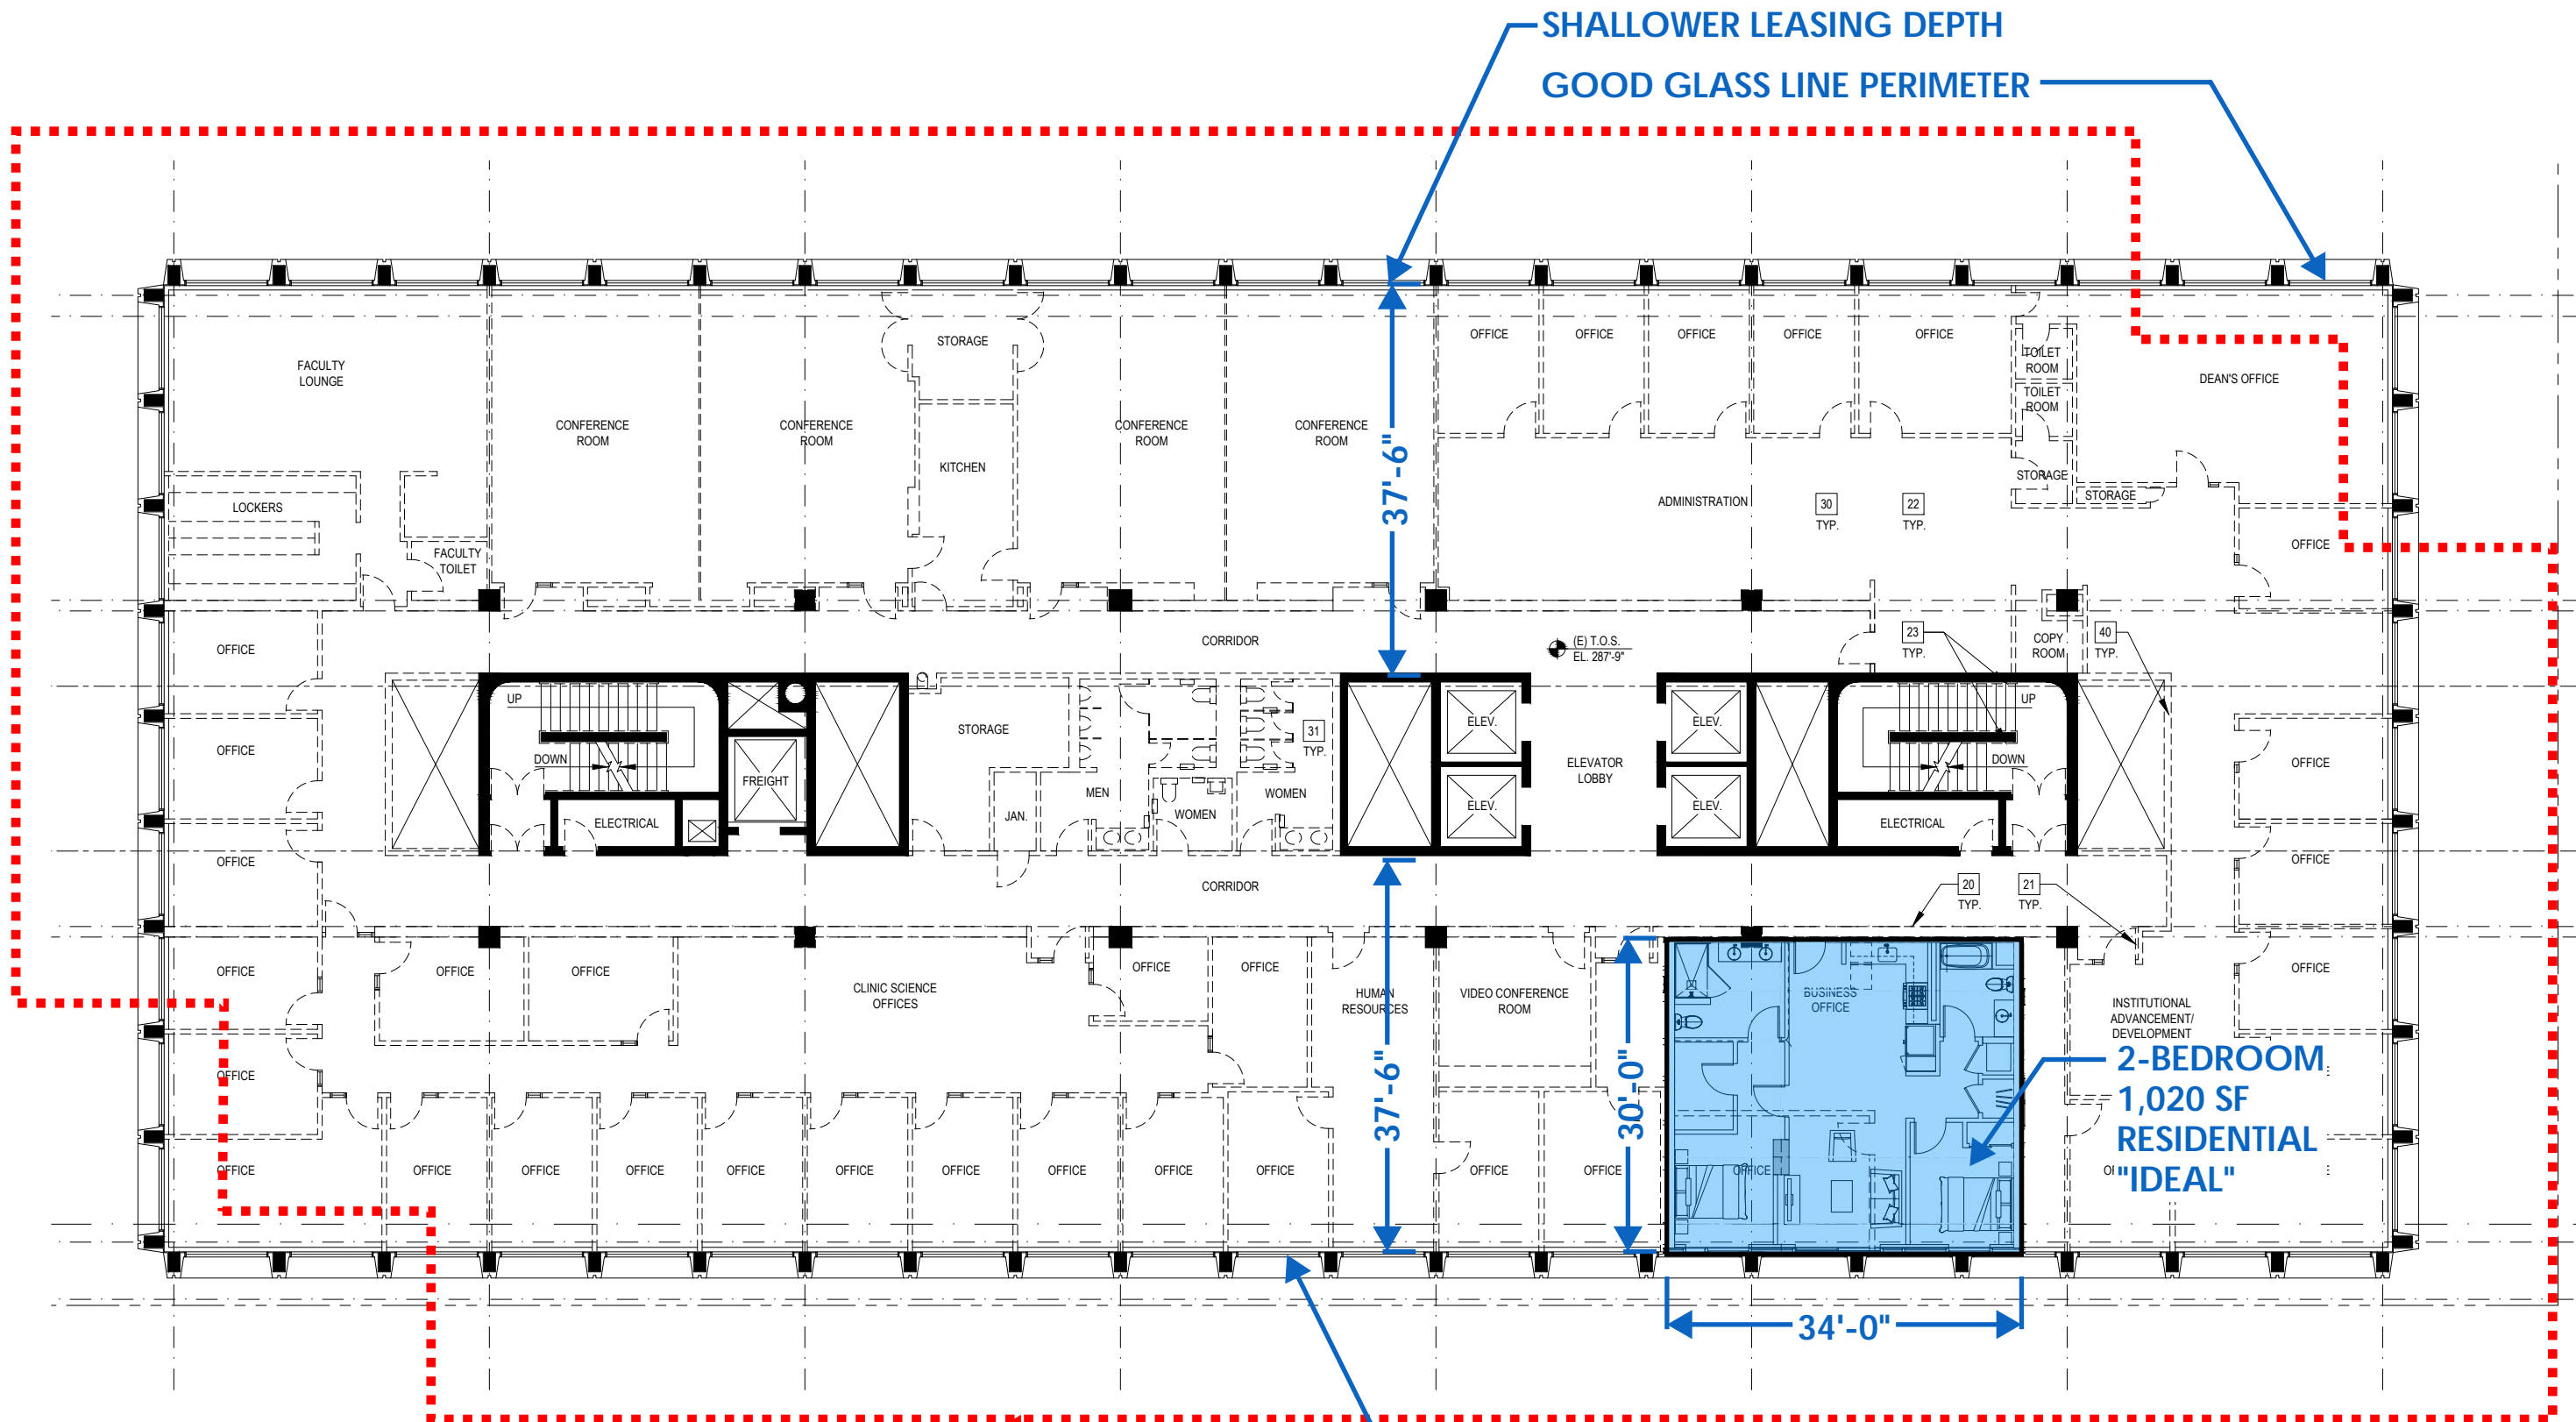 SHALLOWER LEASING DEPTH
GOOD GLASS LINE PERIMETER
FACULTY
LOUNGE
CONFERENCE
ROOM
CONFERENCE
ROOM
STORAGE
KITCHEN
CONFERENCE
ROOM
CONFERENCE
ROOM
37'-6"
OFFICE
OFFICE
OFFICE
OFFICE
OFFICE
TOILET
ROOM
TOILET
ROOM
DEAN'S OFFICE
LOCKERS
FACULTY
TOILET
ADMINISTRATION
30
TYP.
22
TYP.
STORAGE
STORAGE
OFFICE
OFFICE
CORRIDOR
(E) T.O.S.
EL. 287'-9"
23
TYP.
COPY
ROOM
40
TYP.
UP
DOWN
FREIGHT
ELECTRICAL
STORAGE
JAN.
MEN
WOMEN
WOMEN
31
TYP.
ELEV.
ELEV.
ELEVATOR
LOBBY
ELEV.
ELEV.
UP
DOWN
ELECTRICAL
OFFICE
OFFICE
OFFICE
OFFICE
CORRIDOR
20
TYP.
21
TYP.
OFFICE
OFFICE
OFFICE
OFFICE
CLINIC SCIENCE
OFFICES
OFFICE
OFFICE
HUMAN
RESOURCES
VIDEO CONFERENCE
ROOM
BUSINESS
OFFICE
INSTITUTIONAL
ADVANCEMENT/
DEVELOPMENT
OFFICE
37'-6"
30'-0"
2-BEDROOM
1,020 SF
RESIDENTIAL
"IDEAL"
OFFICE
OFFICE
OFFICE
OFFICE
OFFICE
OFFICE
OFFICE
OFFICE
OFFICE
OFFICE
OFFICE
OFFICE
OFFICE
34'-0"